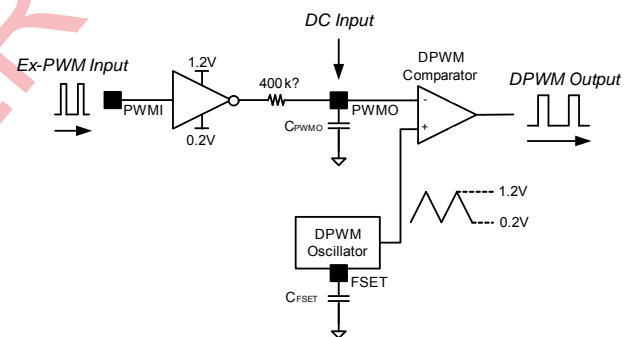 DC Input
Ex-PWM Input
1.2V
PWMI
0.2V
400k?
PWMO
CPWMO
DPWM
Comparator
-
+
DPWM Output
1.2V
0.2V
DPWM
Oscillator
FSET
CFSET